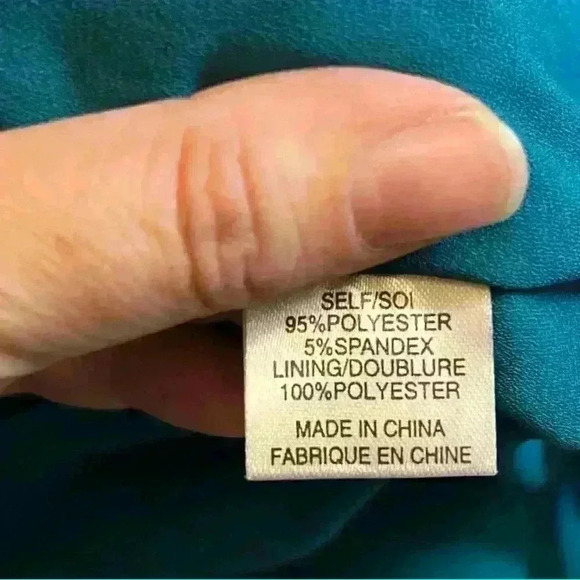 SELF/SOI
95%POLYESTER
5%SPANDEX
LINING/DOUBLURE
100%POLYESTER
MADE IN CHINA
FABRIQUE EN CHINE